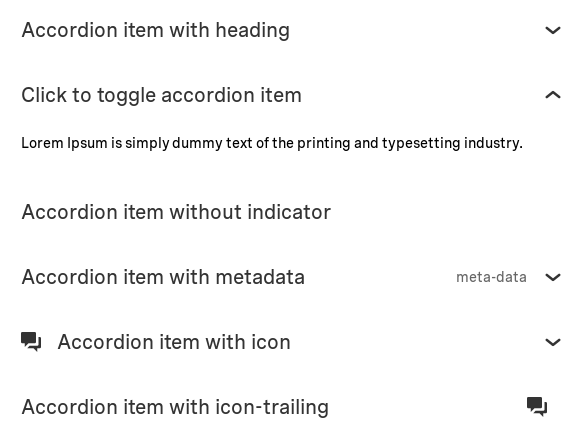 Accordion item with heading
Click to toggle accordion item
Lorem Ipsum is simply dummy text of the printing and typesetting industry.
Accordion item without indicator
Accordion item with metadata meta-data
Accordion item with icon
Accordion item with icon-trailing